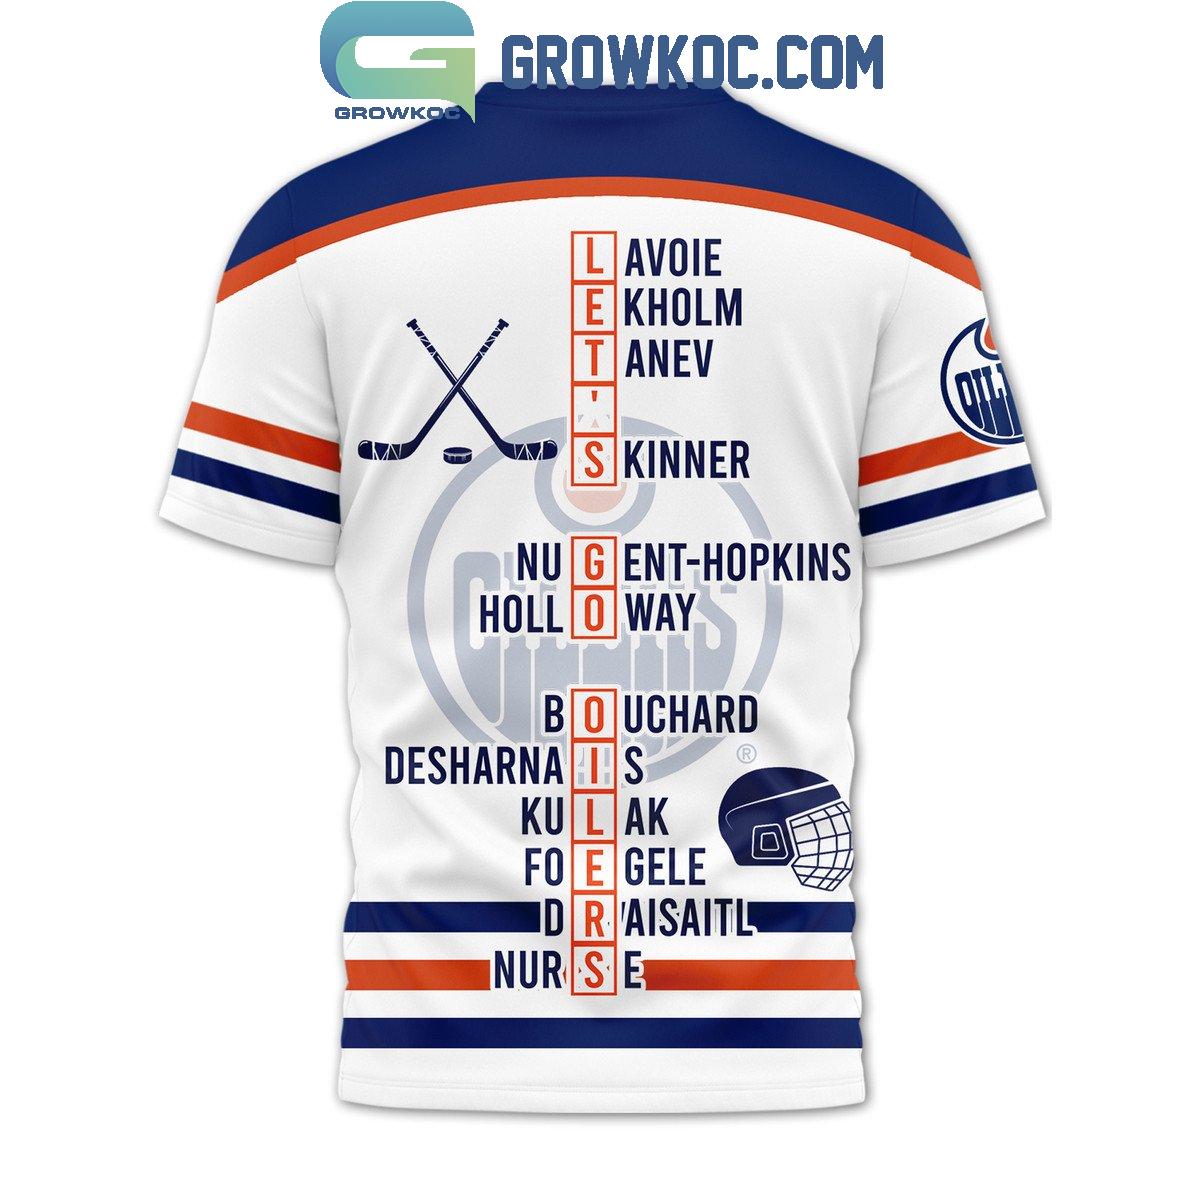 GROWKOC.COM
GROWKOC
LAVOIE
EKHOLM
TANEV
'
SKINNER
NUGENT-HOPKINS
HOLLOWAY
BOUCHARD
DESHARNAIS
KULAK
FOEGELE
DRAISAITL
NURSE
®